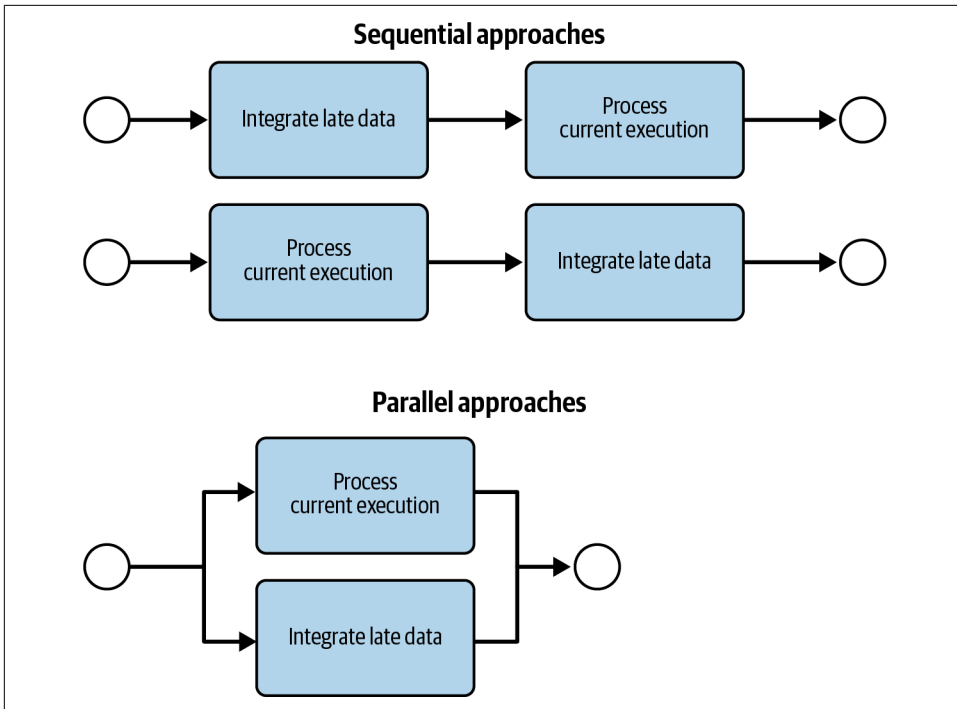 Sequential approaches
Integrate late data
Process
current execution
Process
current execution
Integrate late data
Parallel approaches
Process
current execution
Integrate late data